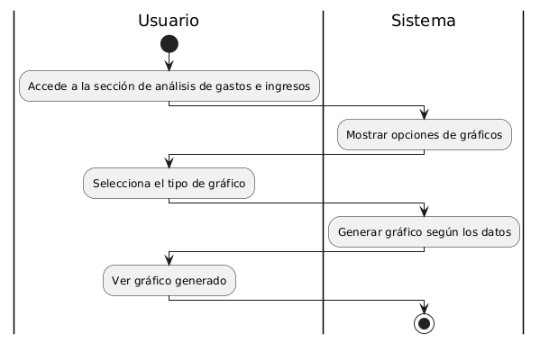 Usuario
Sistema
Accede a la sección de análisis de gastos e ingresos
Mostrar opciones de gráficos
Selecciona el tipo de gráfico
Generar gráfico según los datos
Ver gráfico generado